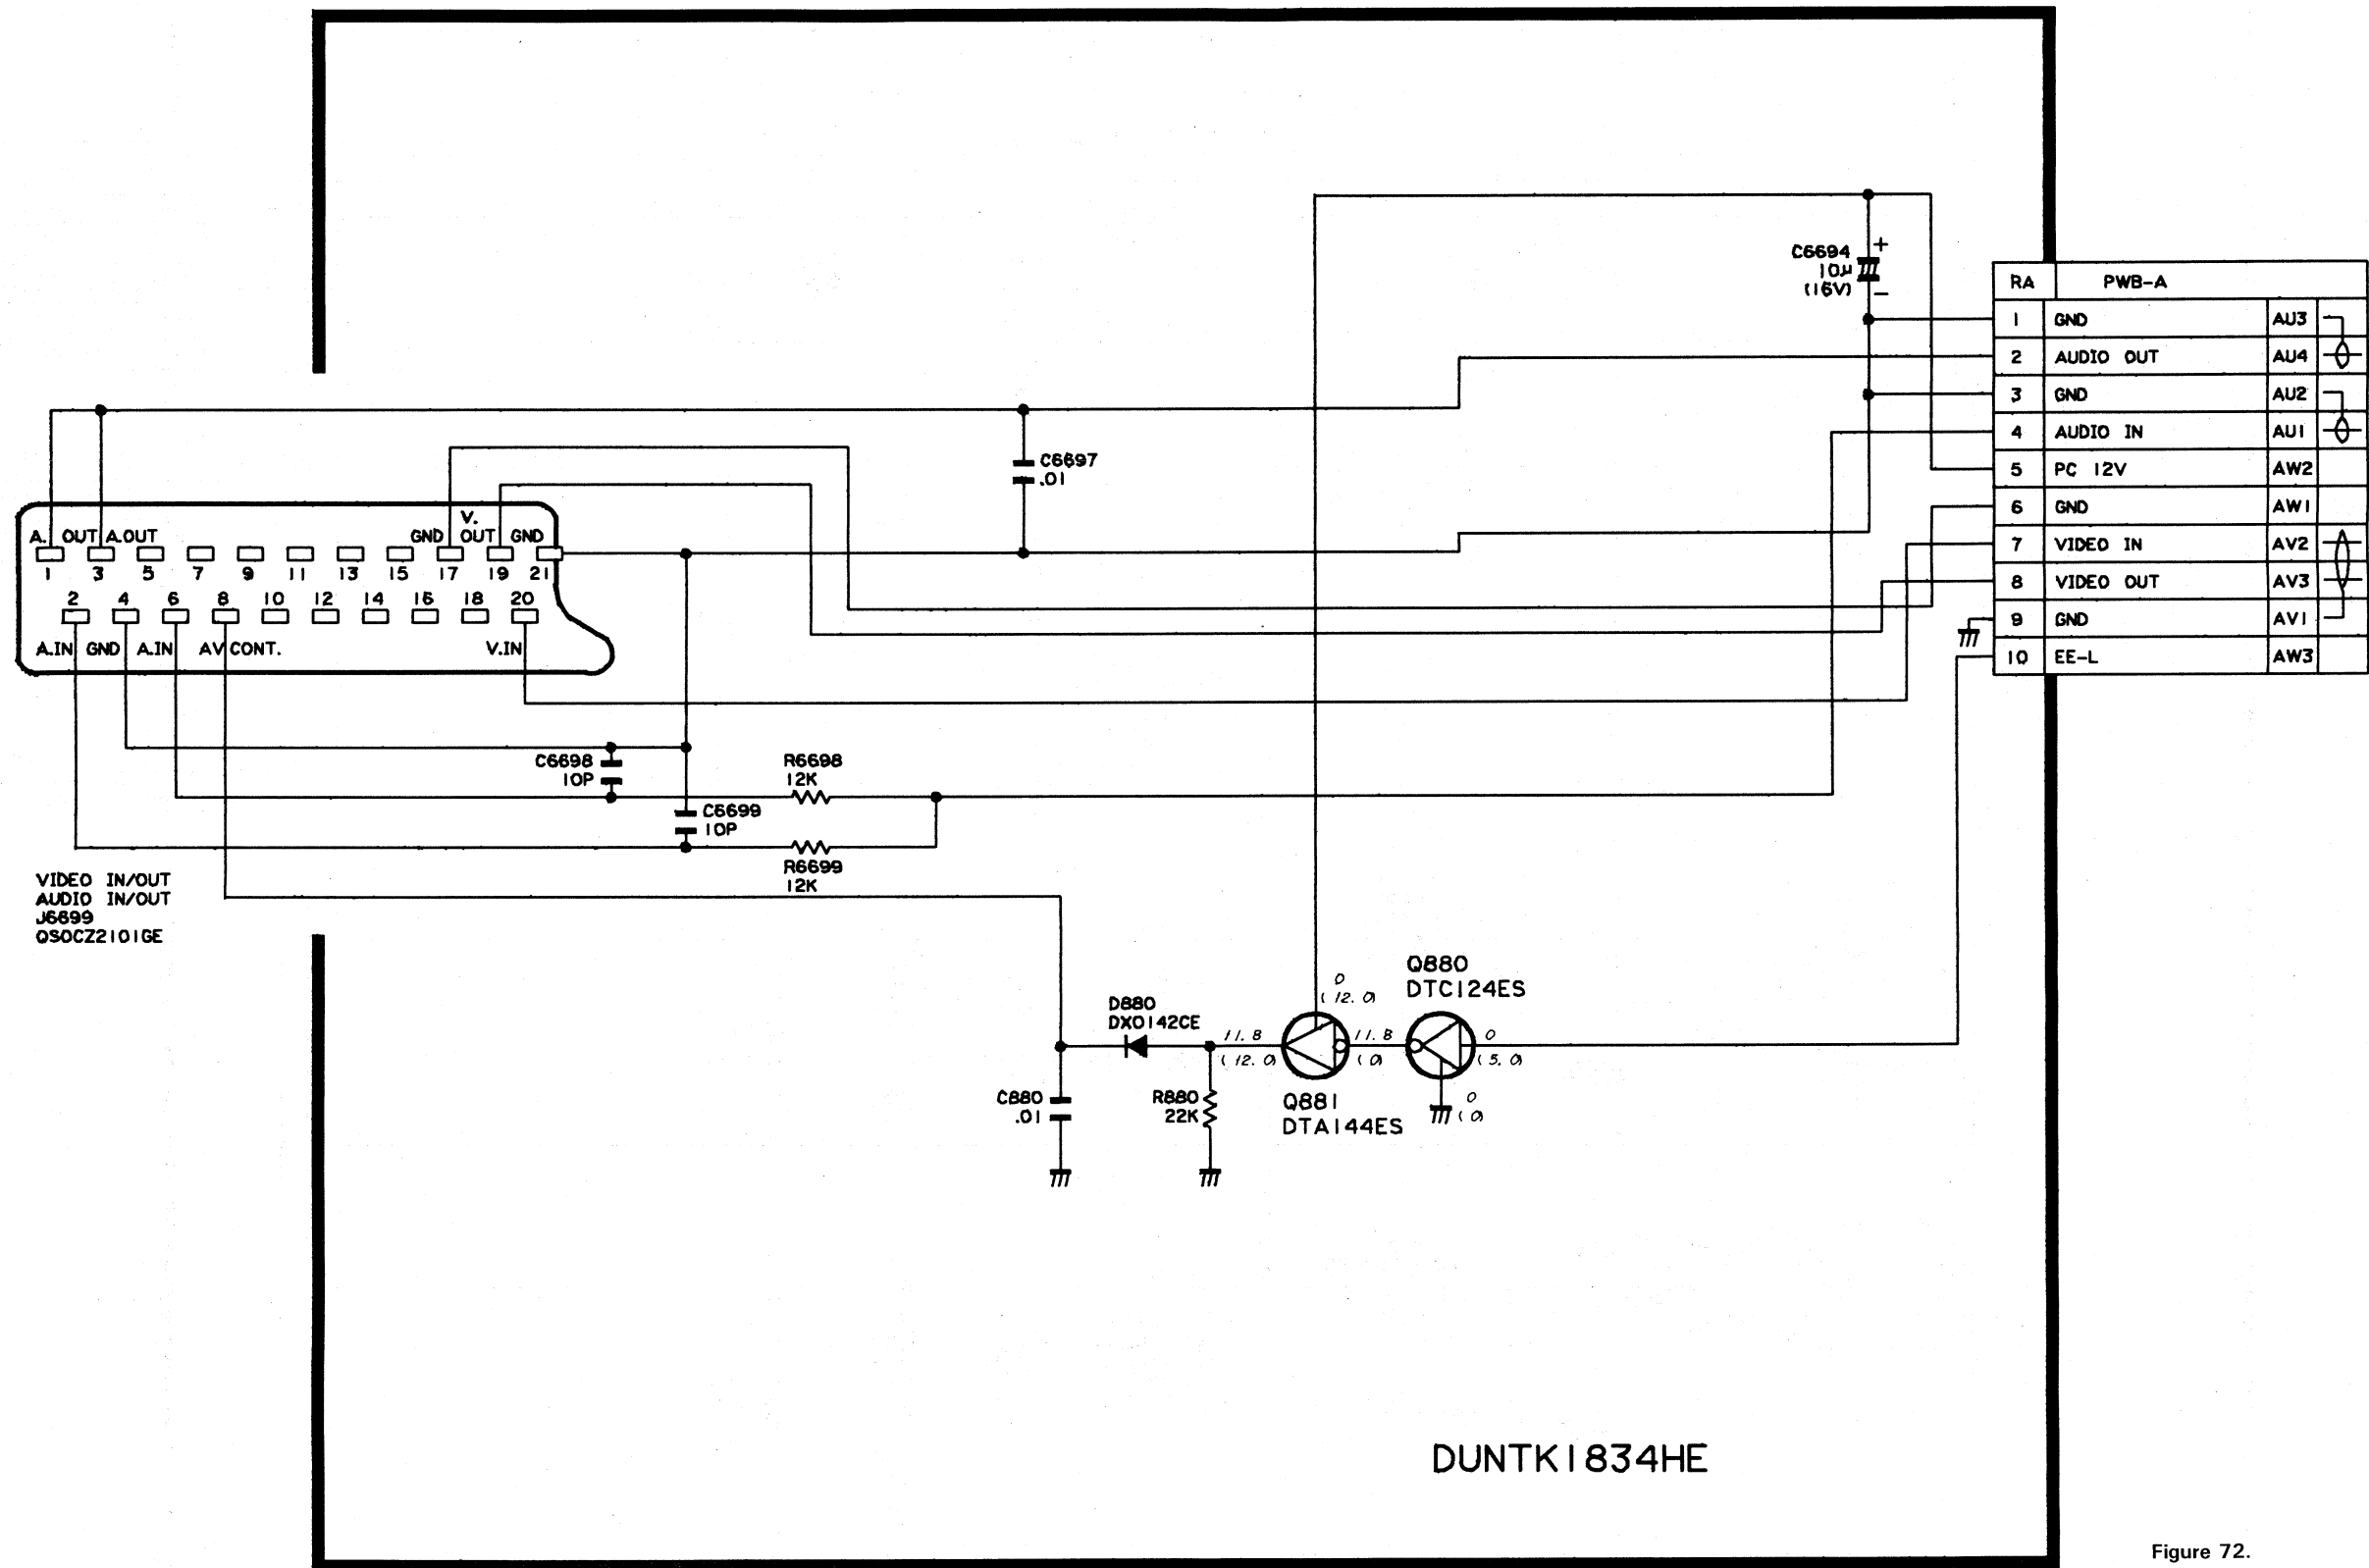 C6694
10μ
(16V)
+
−
RA PWB-A
1 GND AU3
2 AUDIO OUT AU4
3 GND AU2
4 AUDIO IN AU1
5 PC 12V AW2
6 GND AW1
7 VIDEO IN AV2
8 VIDEO OUT AV3
9 GND AV1
10 EE-L AW3
C6697
.01
V.
A. OUT A.OUT GND OUT GND
1 3 5 7 9 11 13 15 17 19 21
2 4 6 8 10 12 14 16 18 20
A.IN GND A.IN AV CONT. V.IN
C6698
10P
R6698
12K
C6699
10P
R6699
12K
VIDEO IN/OUT
AUDIO IN/OUT
J6699
QSOCZ2101GE
Q880
DTC124ES
0
(12.0)
D880
DX0142CE
11.8
(12.0)
11.8
(0)
0
(5.0)
C880
.01
R880
22K
Q881
DTA144ES
0
(0)
DUNTK1834HE
Figure 72.